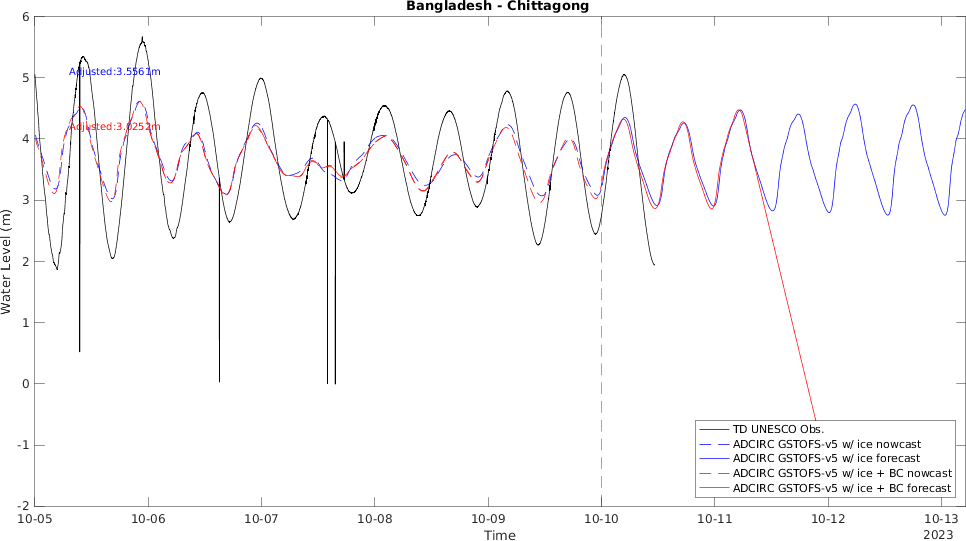 Bangladesh - Chittagong
6
5
4
3
2
1
0
-1
-2
Water Level (m)
Adjusted:3.5561m
Adjusted:3.0252m
TD UNESCO Obs.
ADCIRC GSTOFS-v5 w/ ice nowcast
ADCIRC GSTOFS-v5 w/ ice forecast
ADCIRC GSTOFS-v5 w/ ice + BC nowcast
ADCIRC GSTOFS-v5 w/ ice + BC forecast
10-05 10-06 10-07 10-08 10-09 10-10 10-11 10-12 10-13
Time 2023